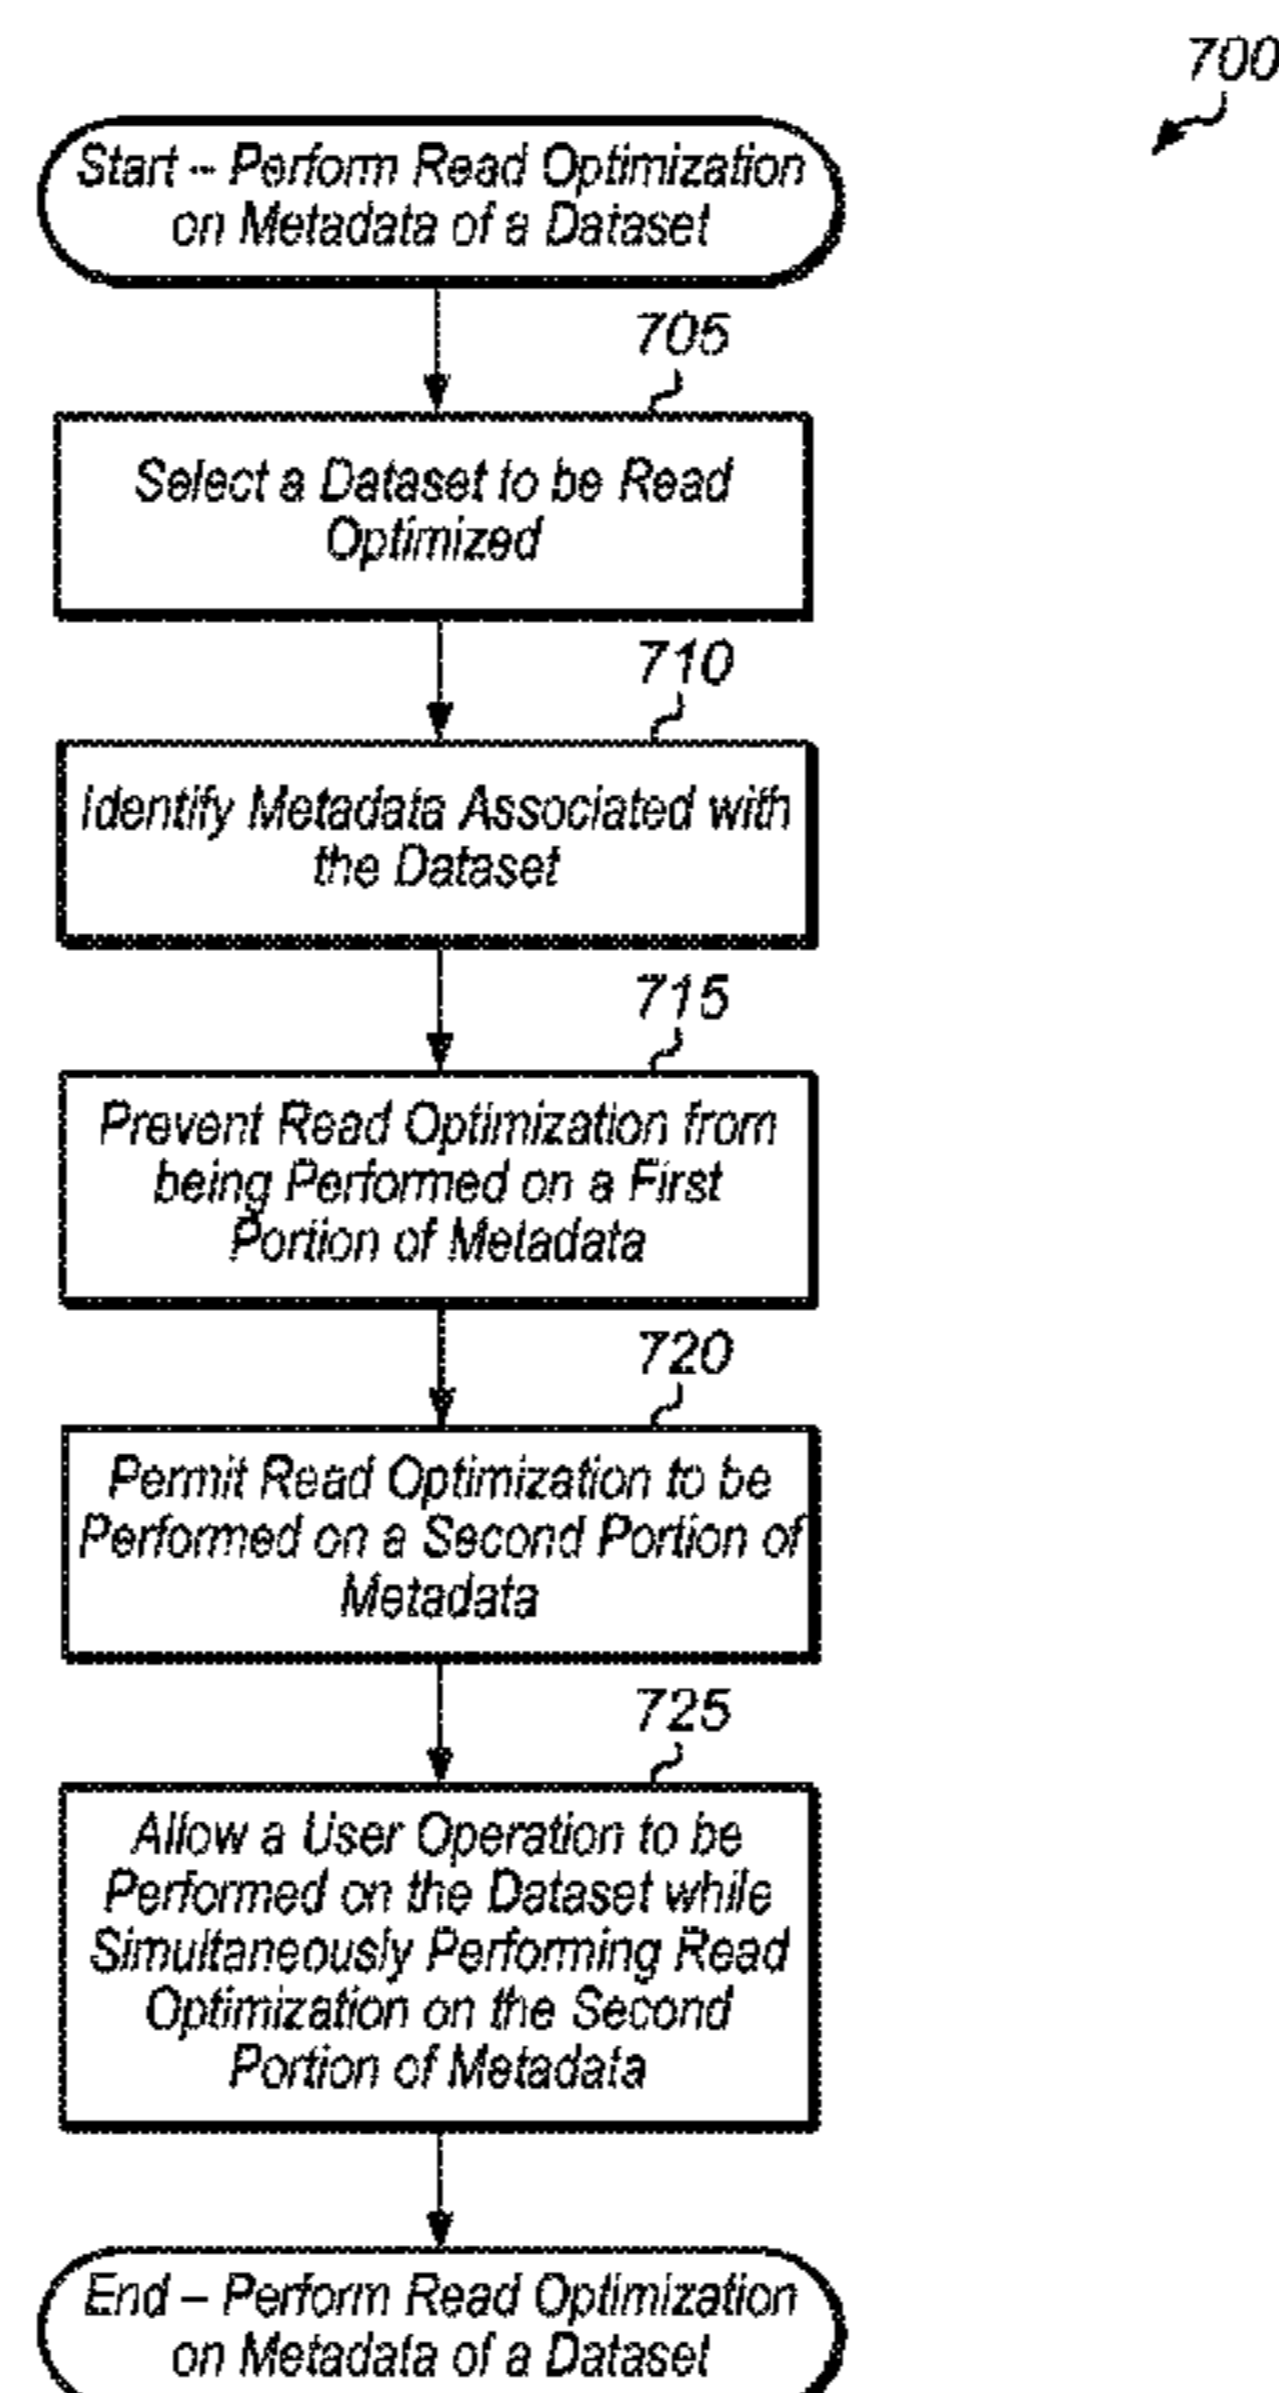 700
Start -- Perform Read Optimization
on Metadata of a Dataset
705
Select a Dataset to be Read
Optimized
710
Identify Metadata Associated with
the Dataset
715
Prevent Read Optimization from
being Performed on a First
Portion of Metadata
720
Permit Read Optimization to be
Performed on a Second Portion of
Metadata
725
Allow a User Operation to be
Performed on the Dataset while
Simultaneously Performing Read
Optimization on the Second
Portion of Metadata
End – Perform Read Optimization
on Metadata of a Dataset